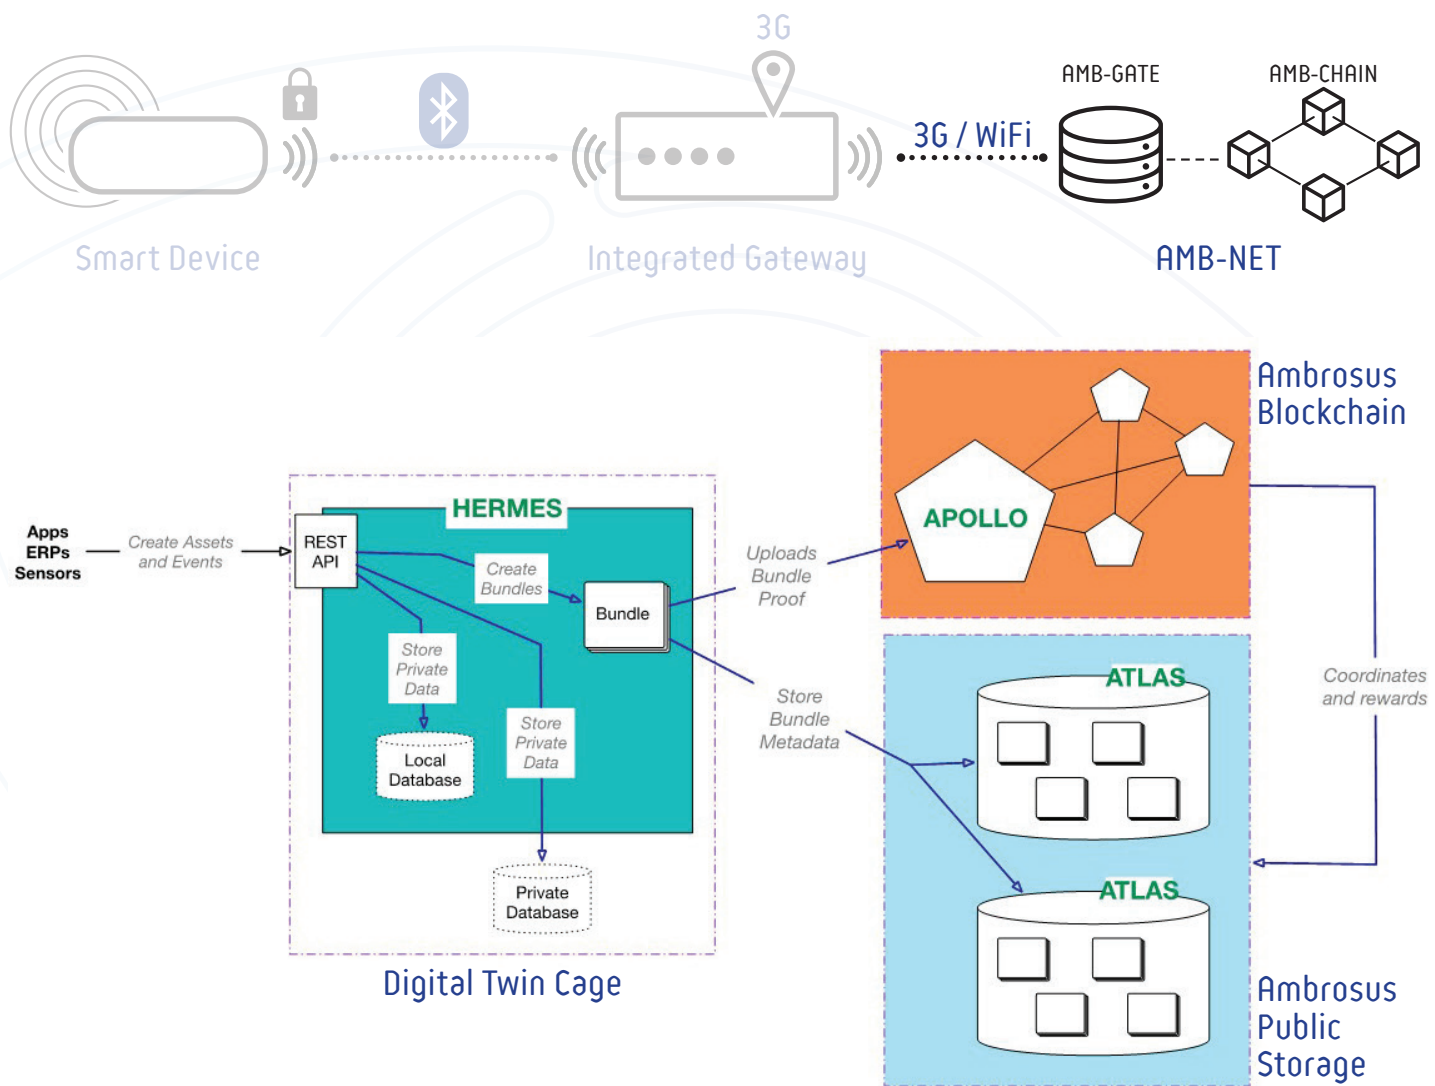 3G
AMB-GATE
AMB-CHAIN
3G / WiFi
Smart Device
Integrated Gateway
AMB-NET
Ambrosus
Blockchain
HERMES
APOLLO
Apps
ERPs
Sensors
Create Assets
and Events
REST
API
Create
Bundles
Bundle
Uploads
Bundle
Proof
Store
Private
Data
Store
Private
Data
Local
Database
Private
Database
Digital Twin Cage
Store
Bundle
Metadata
ATLAS
ATLAS
Coordinates
and rewards
Ambrosus
Public
Storage